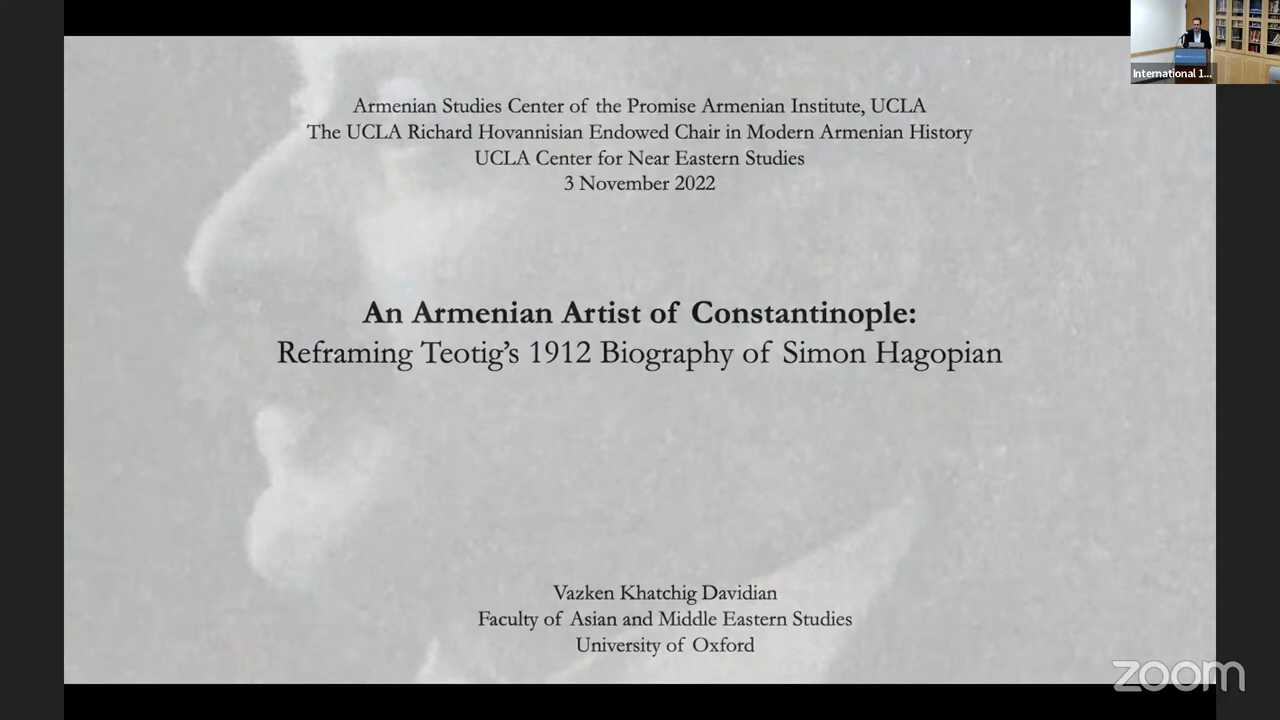 International 1...
Armenian Studies Center of the Promise Armenian Institute, UCLA
The UCLA Richard Hovannisian Endowed Chair in Modern Armenian History
UCLA Center for Near Eastern Studies
3 November 2022
An Armenian Artist of Constantinople:
Reframing Teotig’s 1912 Biography of Simon Hagopian
Vazken Khatchig Davidian
Faculty of Asian and Middle Eastern Studies
University of Oxford
zoom